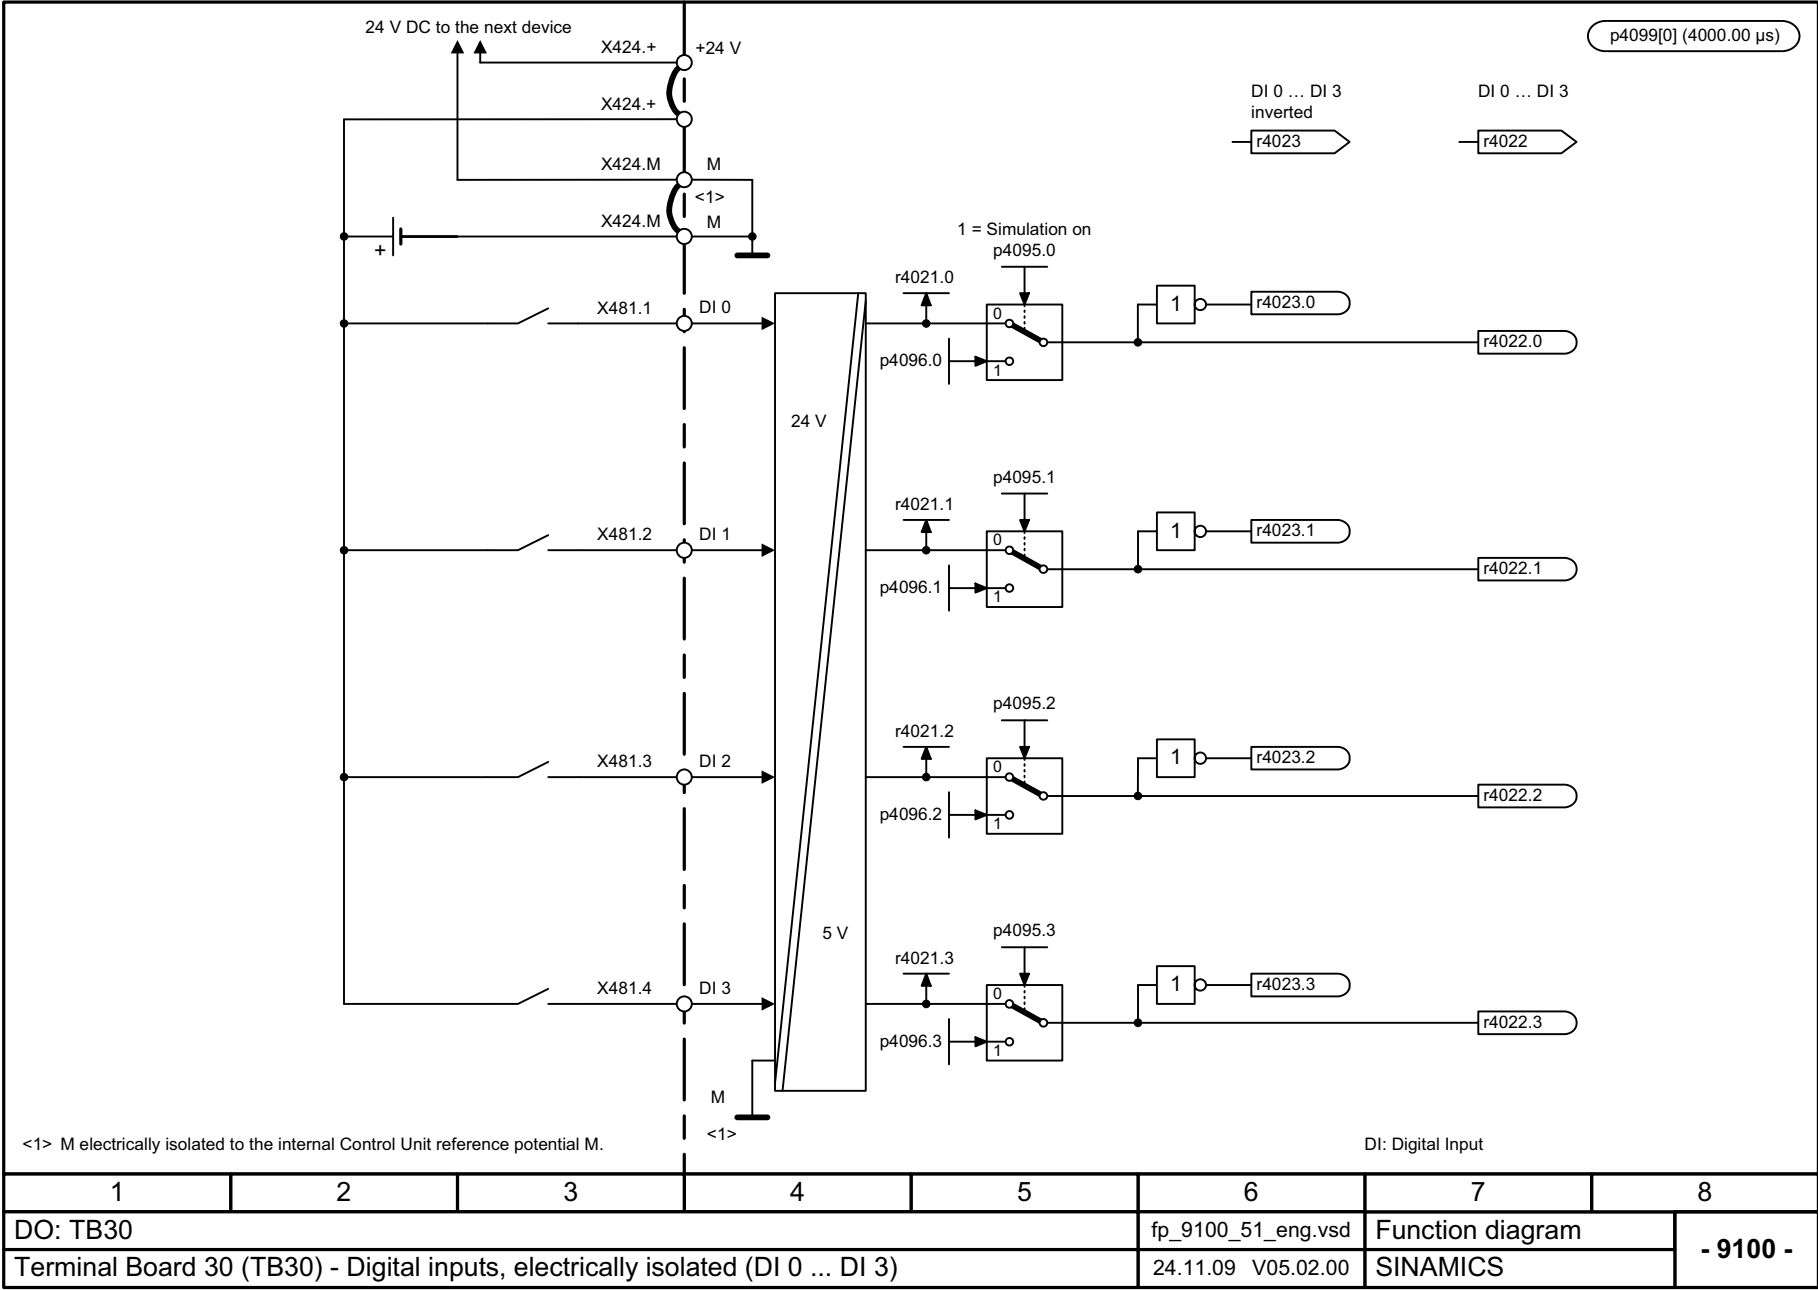 24 V DC to the next device
X424.+
+24 V
p4099[0] (4000.00 µs)
X424.+
DI 0 … DI 3
inverted
r4023
DI 0 … DI 3
r4022
X424.M
M
<1>
X424.M
M
+
1 = Simulation on
p4095.0
r4021.0
X481.1
DI 0
0
p4096.0
1
1
r4023.0
r4022.0
24 V
p4095.1
r4021.1
X481.2
DI 1
0
p4096.1
1
1
r4023.1
r4022.1
p4095.2
r4021.2
X481.3
DI 2
0
p4096.2
1
1
r4023.2
r4022.2
5 V
p4095.3
r4021.3
X481.4
DI 3
0
p4096.3
1
1
r4023.3
r4022.3
M
<1>
<1> M electrically isolated to the internal Control Unit reference potential M.
DI: Digital Input
1 2 3 4 5 6 7 8
DO: TB30
fp_9100_51_eng.vsd
Function diagram
- 9100 -
Terminal Board 30 (TB30) - Digital inputs, electrically isolated (DI 0 ... DI 3)
24.11.09 V05.02.00
SINAMICS